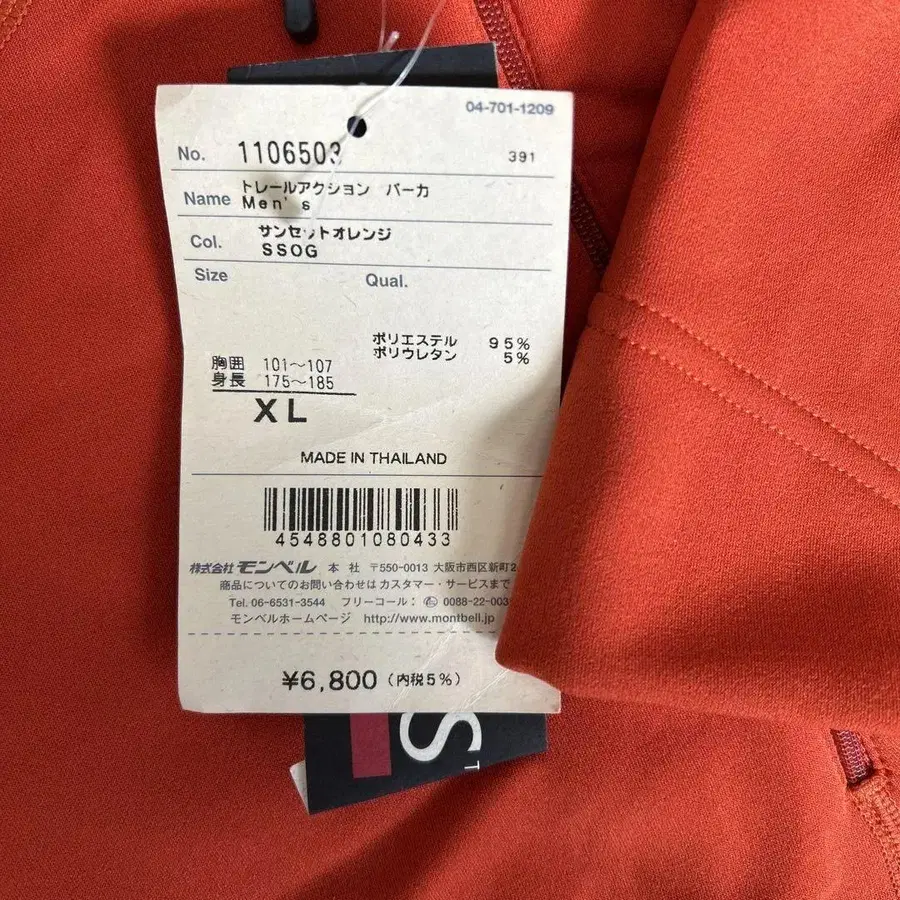 04-701-1209
No. 1106503
391
Name トレールアクション パーカ
Men's
Col. サンセットオレンジ
SSOG
Size
Qual.
ポリエステル 95%
ポリウレタン 5%
胸囲 101〜107
身長 175〜185
XL
MADE IN THAILAND
4548801080433
株式会社モンベル 本 社 〒550-0013 大阪市西区新町2
商品についてのお問い合わせはカスタマー・サービスまで
Tel. 06-6531-3544 フリーコール: 0088-22-003
モンベルホームページ http://www.montbell.jp
¥6,800 (内税5%)
S
T